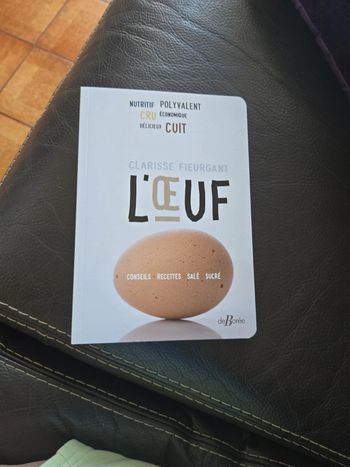 NUTRITIF POLYVALENT
CRU ÉCONOMIQUE
DÉLICIEUX CUIT
CLARISSE FIEURGANT
L'ŒUF
CONSEILS RECETTES SALÉ SUCRÉ
deBorée